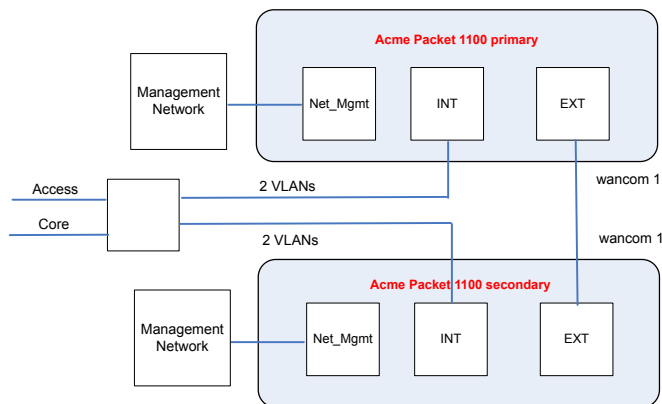 Acme Packet 1100 primary
Management
Network
Net_Mgmt
INT
EXT
Access
2 VLANs
wancom 1
Core
2 VLANs
wancom 1
Acme Packet 1100 secondary
Management
Network
Net_Mgmt
INT
EXT